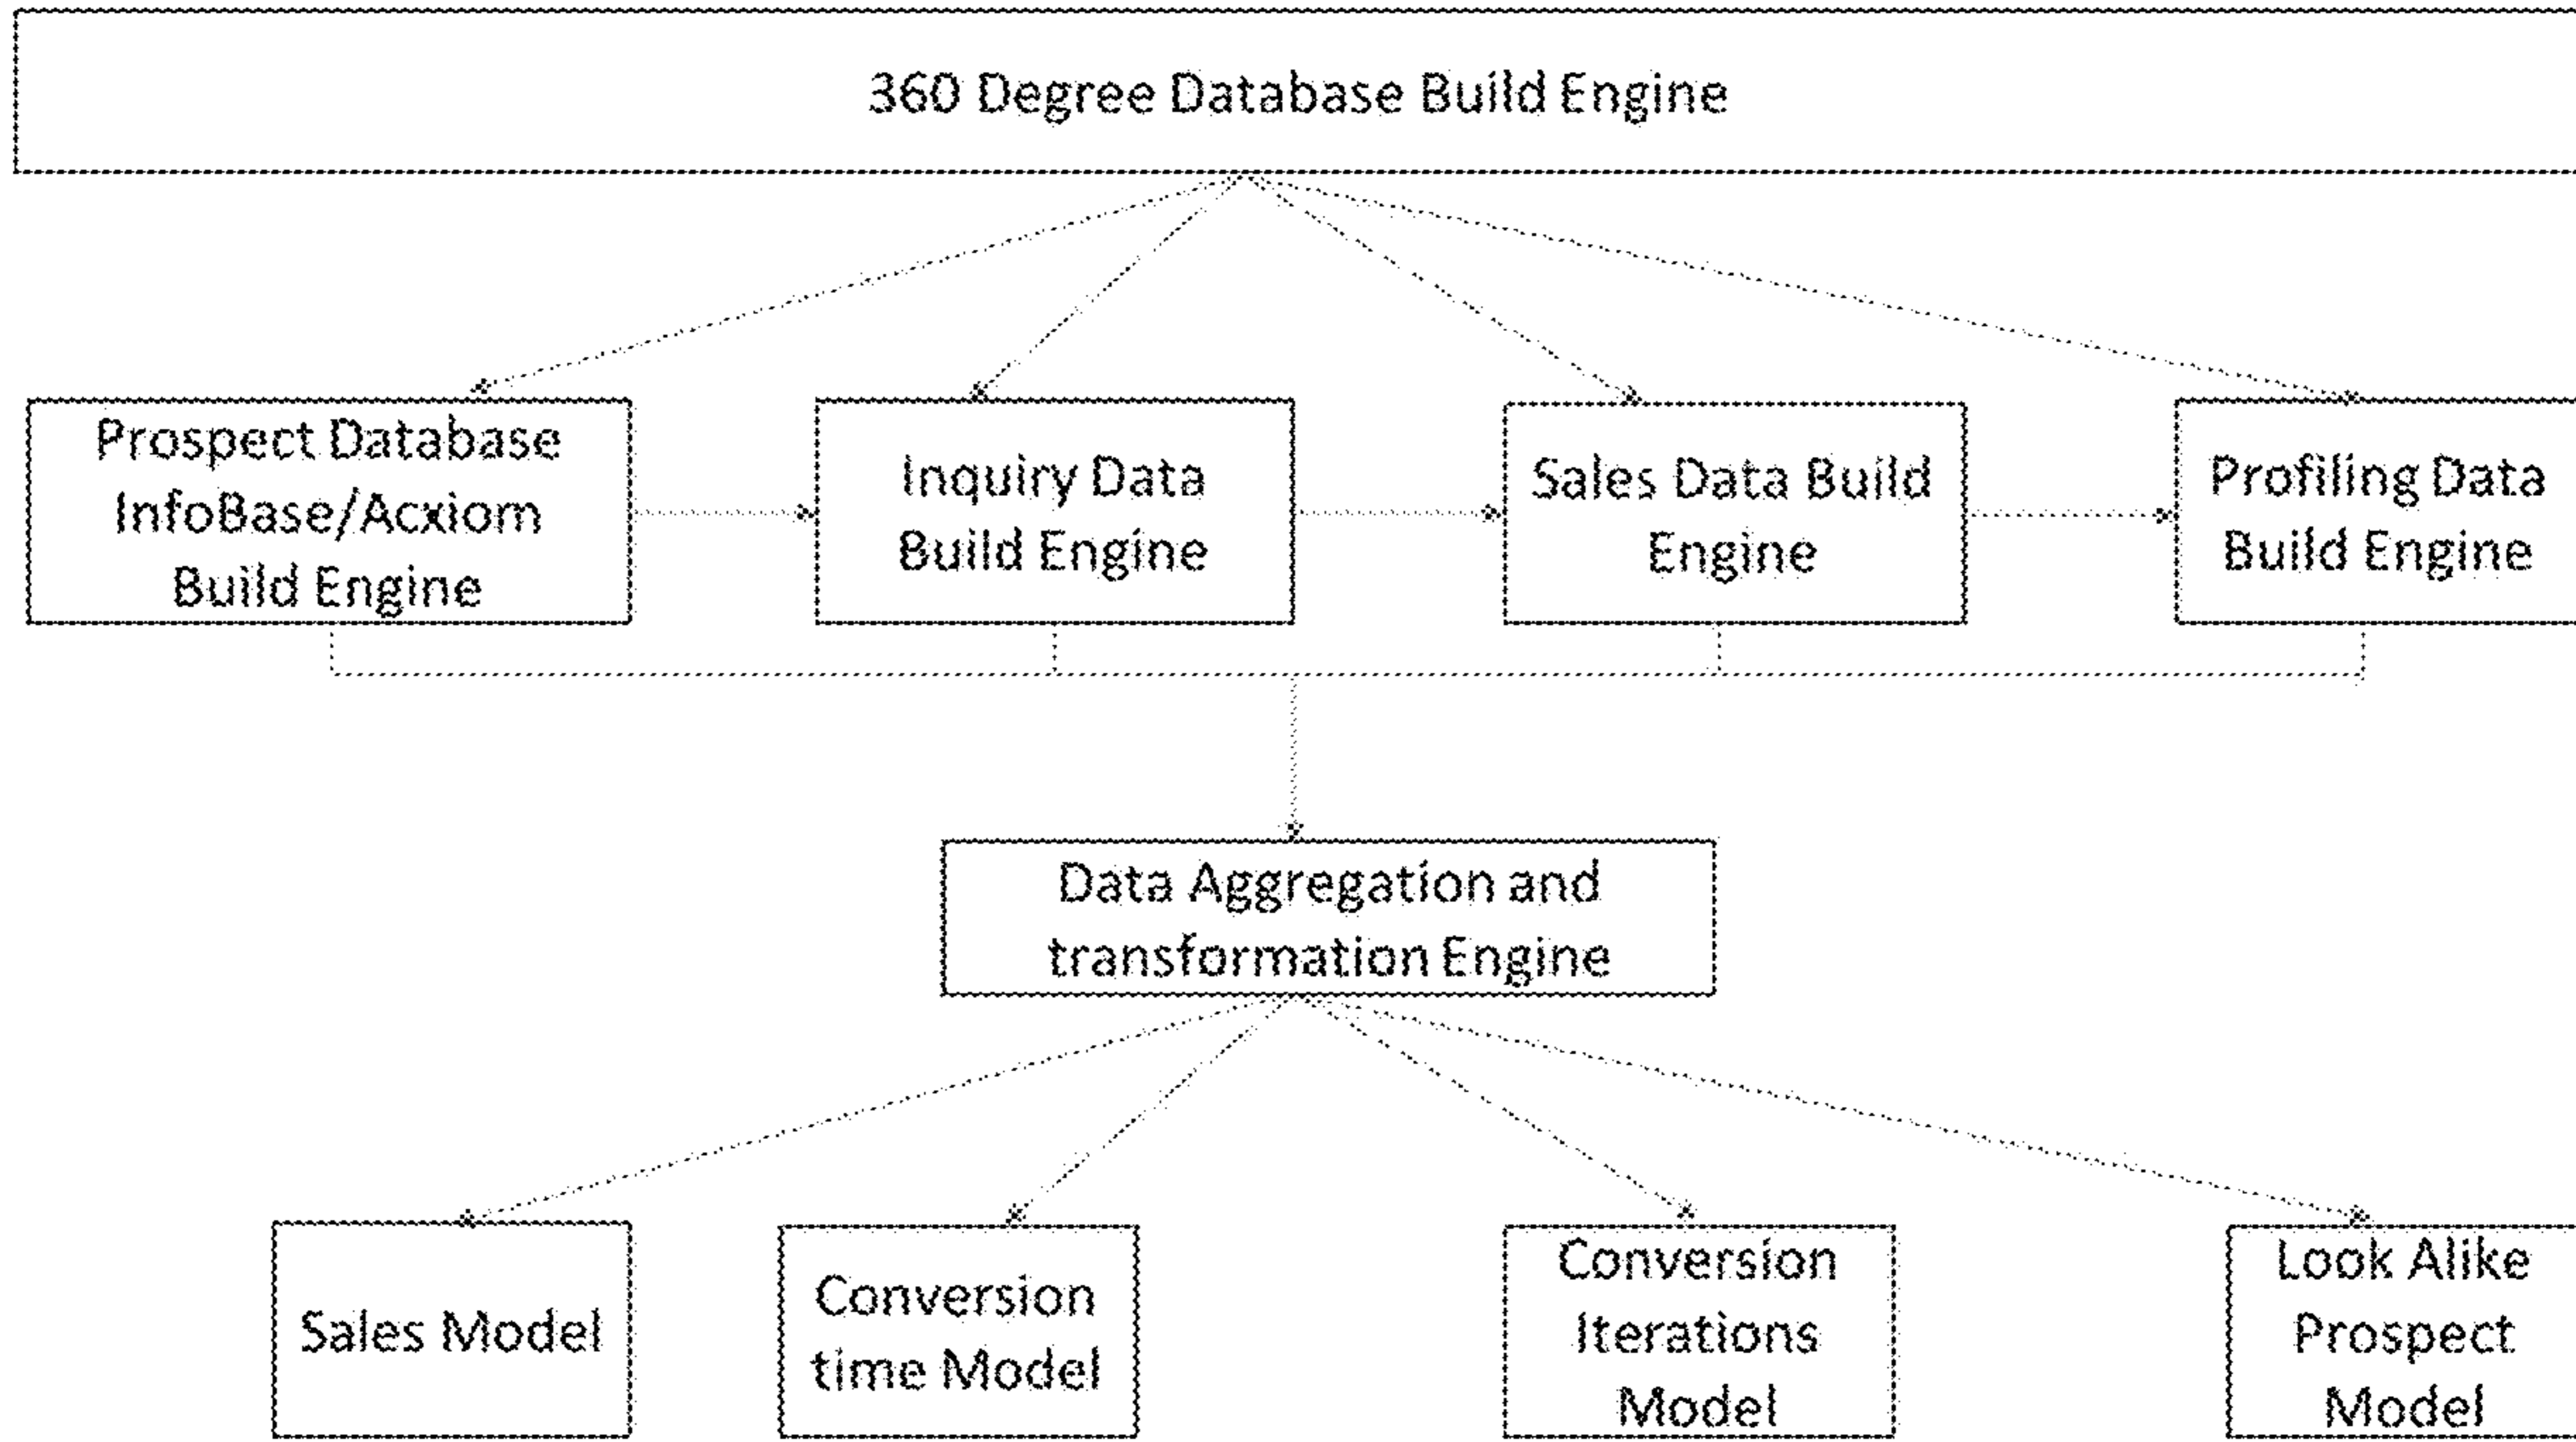 360 Degree Database Build Engine
Prospect Database
InfoBase/Acxiom
Build Engine
Inquiry Data
Build Engine
Sales Data Build
Engine
Profiling Data
Build Engine
Data Aggregation and
transformation Engine
Sales Model
Conversion
time Model
Conversion
Iterations
Model
Look Alike
Prospect
Model